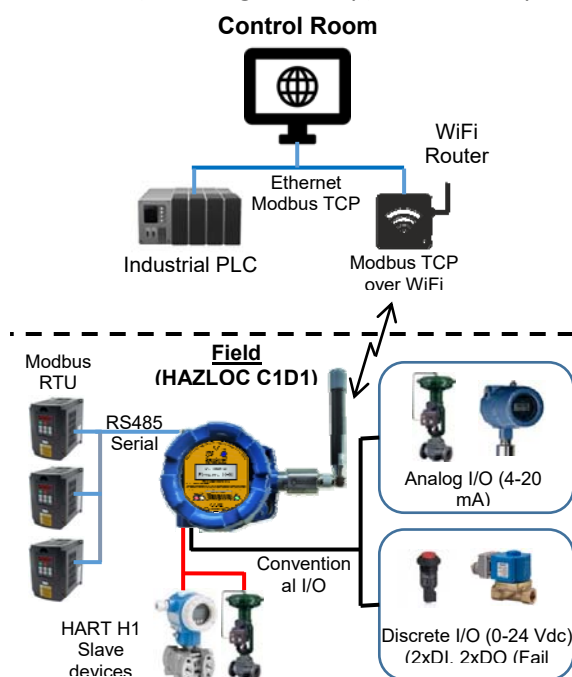 Control Room
WiFi
Router
Ethernet
Modbus TCP
Industrial PLC
Modbus TCP
over WiFi
Field
(HAZLOC C1D1)
Modbus
RTU
RS485
Serial
Analog I/O (4-20
mA)
Convention
al I/O
HART H1
Slave
devices
Discrete I/O (0-24 Vdc)
(2xDI, 2xDO (Fail